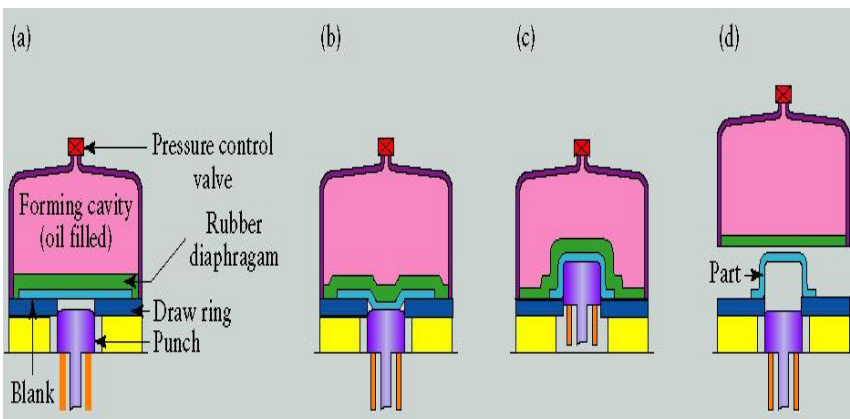 (a)
(b)
(c)
(d)
Pressure control
valve
Forming cavity
(oil filled)
Rubber
diaphragam
Draw ring
Punch
Blank
Part